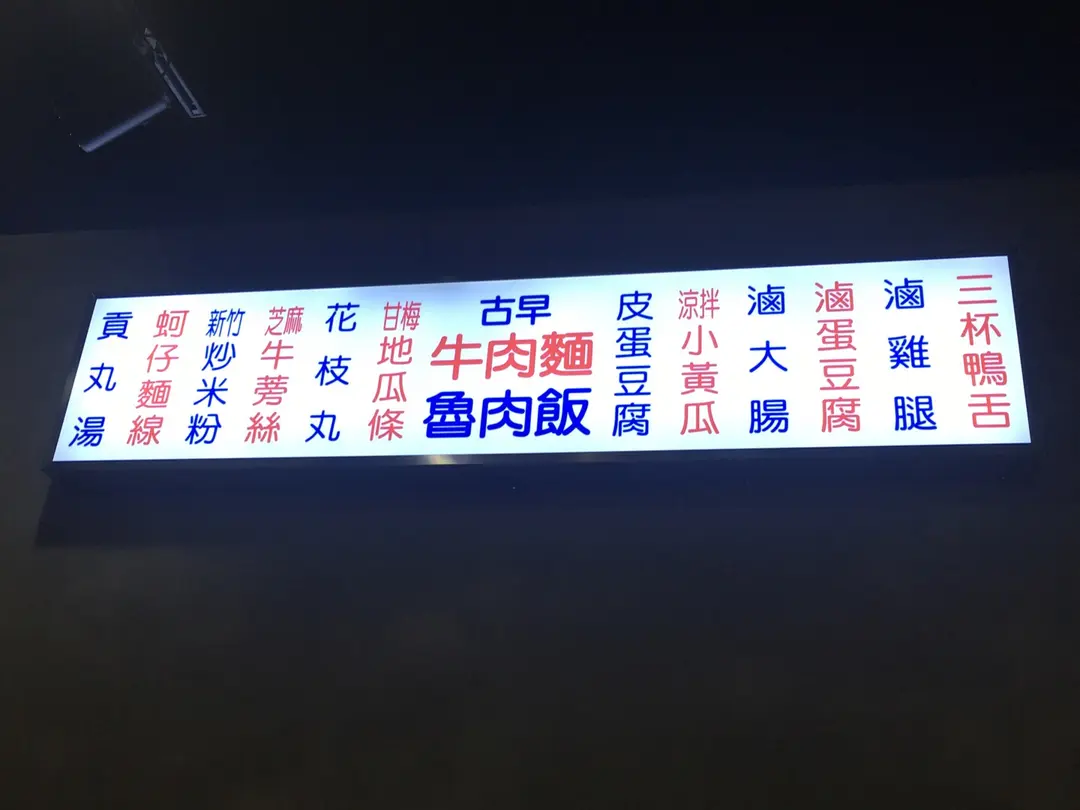 三杯鴨舌
滷雞腿
滷蛋豆腐
滷大腸
涼拌小黃瓜
皮蛋豆腐
古早
牛肉麵
魯肉飯
甘梅地瓜條
花枝丸
芝麻牛蒡絲
新竹炒米粉
蚵仔麵線
貢丸湯